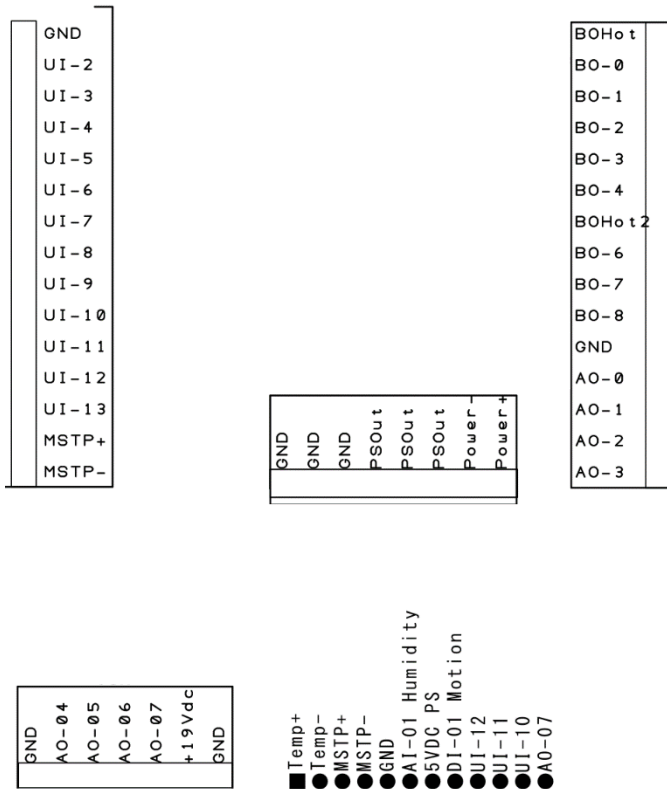 GND
UI-2
UI-3
UI-4
UI-5
UI-6
UI-7
UI-8
UI-9
UI-10
UI-11
UI-12
UI-13
MSTP+
MSTP-
BOHot
BO-0
BO-1
BO-2
BO-3
BO-4
BOHot2
BO-6
BO-7
BO-8
GND
AO-0
AO-1
AO-2
AO-3
GND
GND
GND
PSOut
PSOut
PSOut
Power-
Power+
GND
AO-04
AO-05
AO-06
AO-07
+19Vdc
GND
Temp+
Temp-
MSTP+
MSTP-
GND
AI-01 Humidity
5VDC PS
DI-01 Motion
UI-12
UI-11
UI-10
AO-07